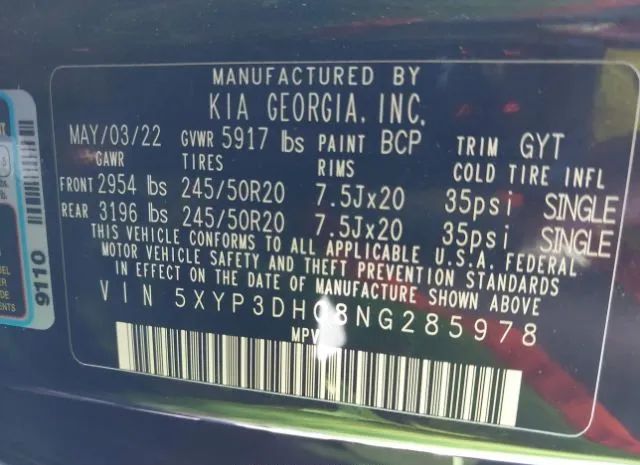 MANUFACTURED BY
KIA GEORGIA, INC.
MAY/03/22 GVWR 5917 lbs PAINT BCP TRIM GYT
GAWR TIRES RIMS COLD TIRE INFL
FRONT 2954 lbs 245/50R20 7.5Jx20 35psi SINGLE
REAR 3196 lbs 245/50R20 7.5Jx20 35psi SINGLE
THIS VEHICLE CONFORMS TO ALL APPLICABLE U.S.A. FEDERAL
MOTOR VEHICLE SAFETY AND THEFT PREVENTION STANDARDS
IN EFFECT ON THE DATE OF MANUFACTURE SHOWN ABOVE
VIN 5XYP3DHC8NG285978
MPV
9110